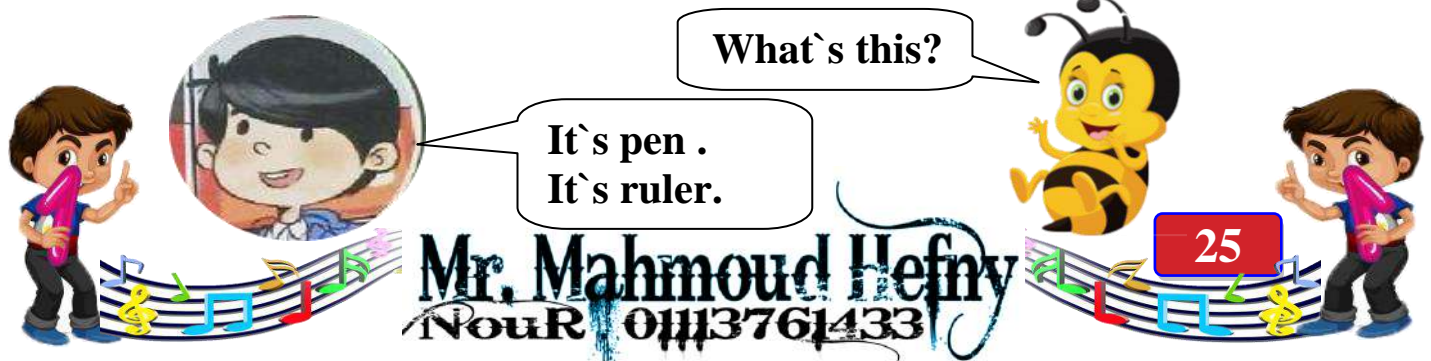 What`s this?
It`s pen .
It`s ruler.
25
Mr. Mahmoud Hefny
NouR 01113761433